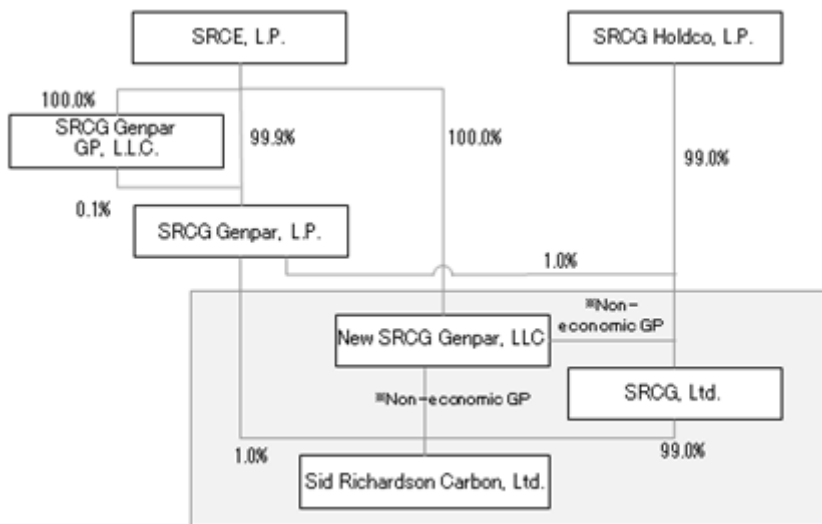 SRCE, L.P.
SRCG Holdco, L.P.
100.0%
SRCG Genpar
GP, L.L.C.
99.9%
100.0%
99.0%
0.1%
SRCG Genpar, L.P.
1.0%
※Non-
economic GP
New SRCG Genpar, LLC
※Non-economic GP
SRCG, Ltd.
1.0%
99.0%
Sid Richardson Carbon, Ltd.